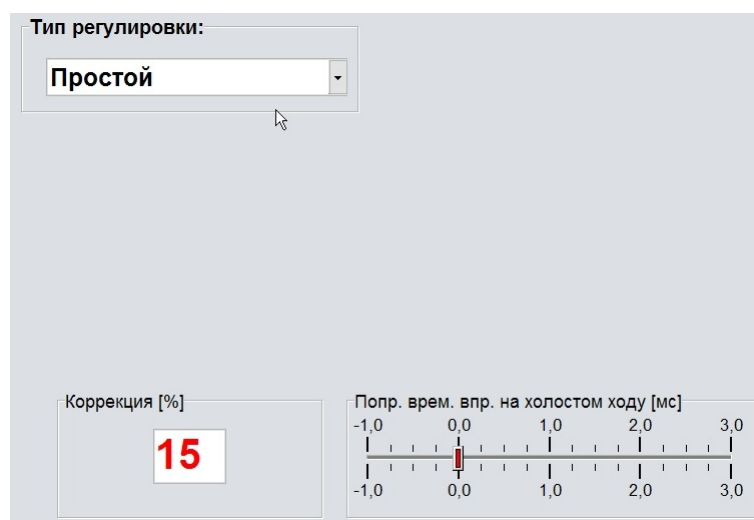 Тип регулировки:
Простой
Коррекция [%]
15
Попр. врем. впр. на холостом ходу [мс]
-1,0 0,0 1,0 2,0 3,0
-1,0 0,0 1,0 2,0 3,0